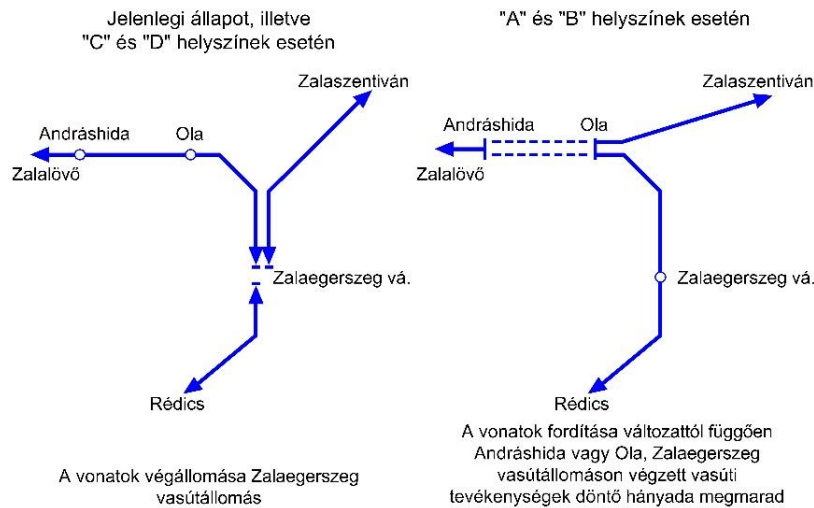 Jelenlegi állapot, illetve
"C" és "D" helyszínek esetén
Zalaszentiván
Andráshida
Ola
Zalalövő
Zalaegerszeg vá.
Rédics
A vonatok végállomása Zalaegerszeg
vasútállomás
"A" és "B" helyszínek esetén
Zalaszentiván
Andráshida
Ola
Zalalövő
Zalaegerszeg vá.
Rédics
A vonatok fordítása változattól függően
Andráshida vagy Ola, Zalaegerszeg
vasútállomáson végzett vasúti
tevékenységek döntő hányada megmarad